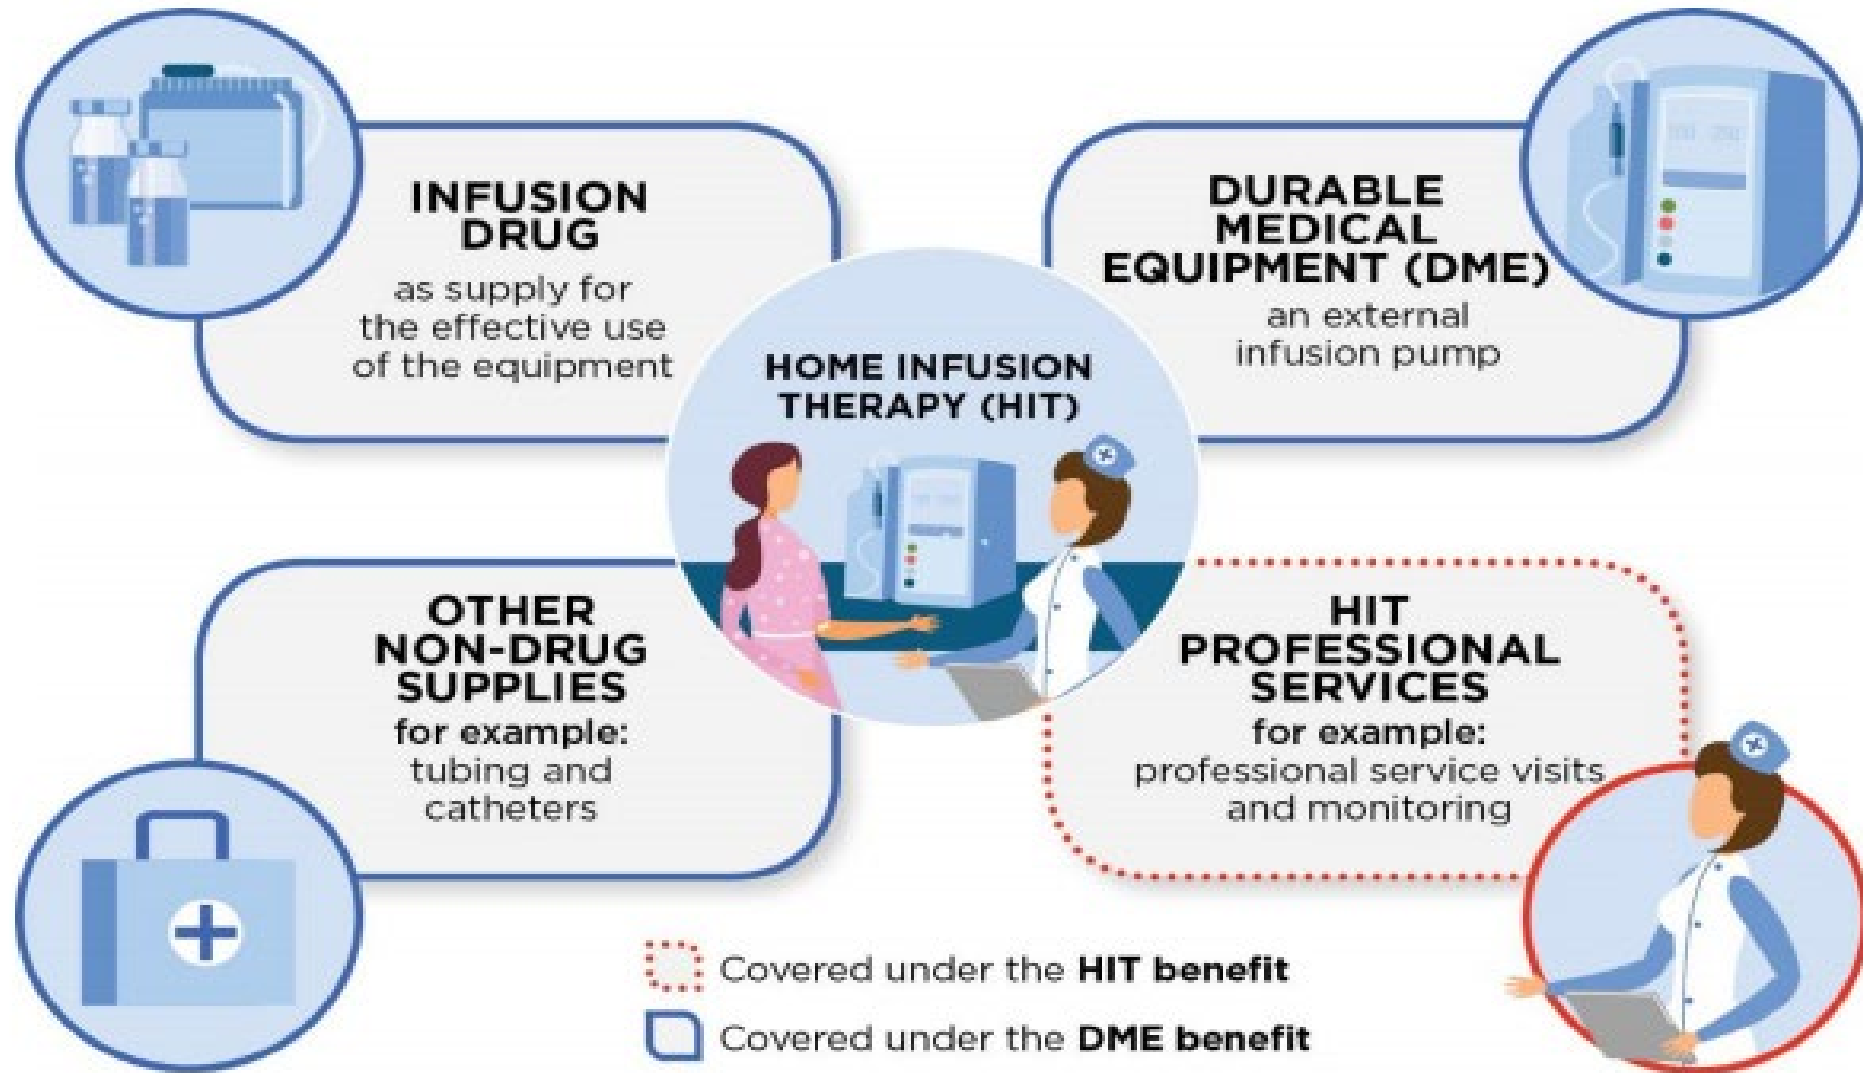 INFUSION
DRUG
as supply for
the effective use
of the equipment
DURABLE
MEDICAL
EQUIPMENT (DME)
an external
infusion pump
HOME INFUSION
THERAPY (HIT)
OTHER
NON-DRUG
SUPPLIES
for example:
tubing and
catheters
HIT
PROFESSIONAL
SERVICES
for example:
professional service visits
and monitoring
Covered under the HIT benefit
Covered under the DME benefit